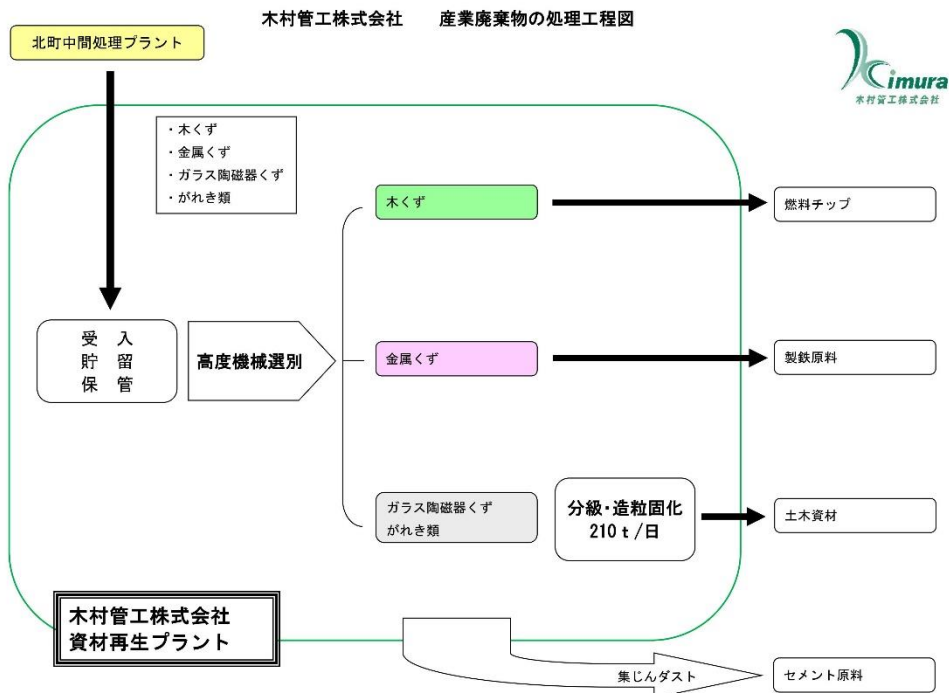 木村管工株式会社　　産業廃棄物の処理工程図
北町中間処理プラント
Kimura
木村管工株式会社
・木くず
・金属くず
・ガラス陶磁器くず
・がれき類
木くず
燃料チップ
受　入
貯　留
保　管
高度機械選別
金属くず
製鉄原料
ガラス陶磁器くず
がれき類
分級・造粒固化
210ｔ/日
土木資材
木村管工株式会社
資材再生プラント
集じんダスト
セメント原料